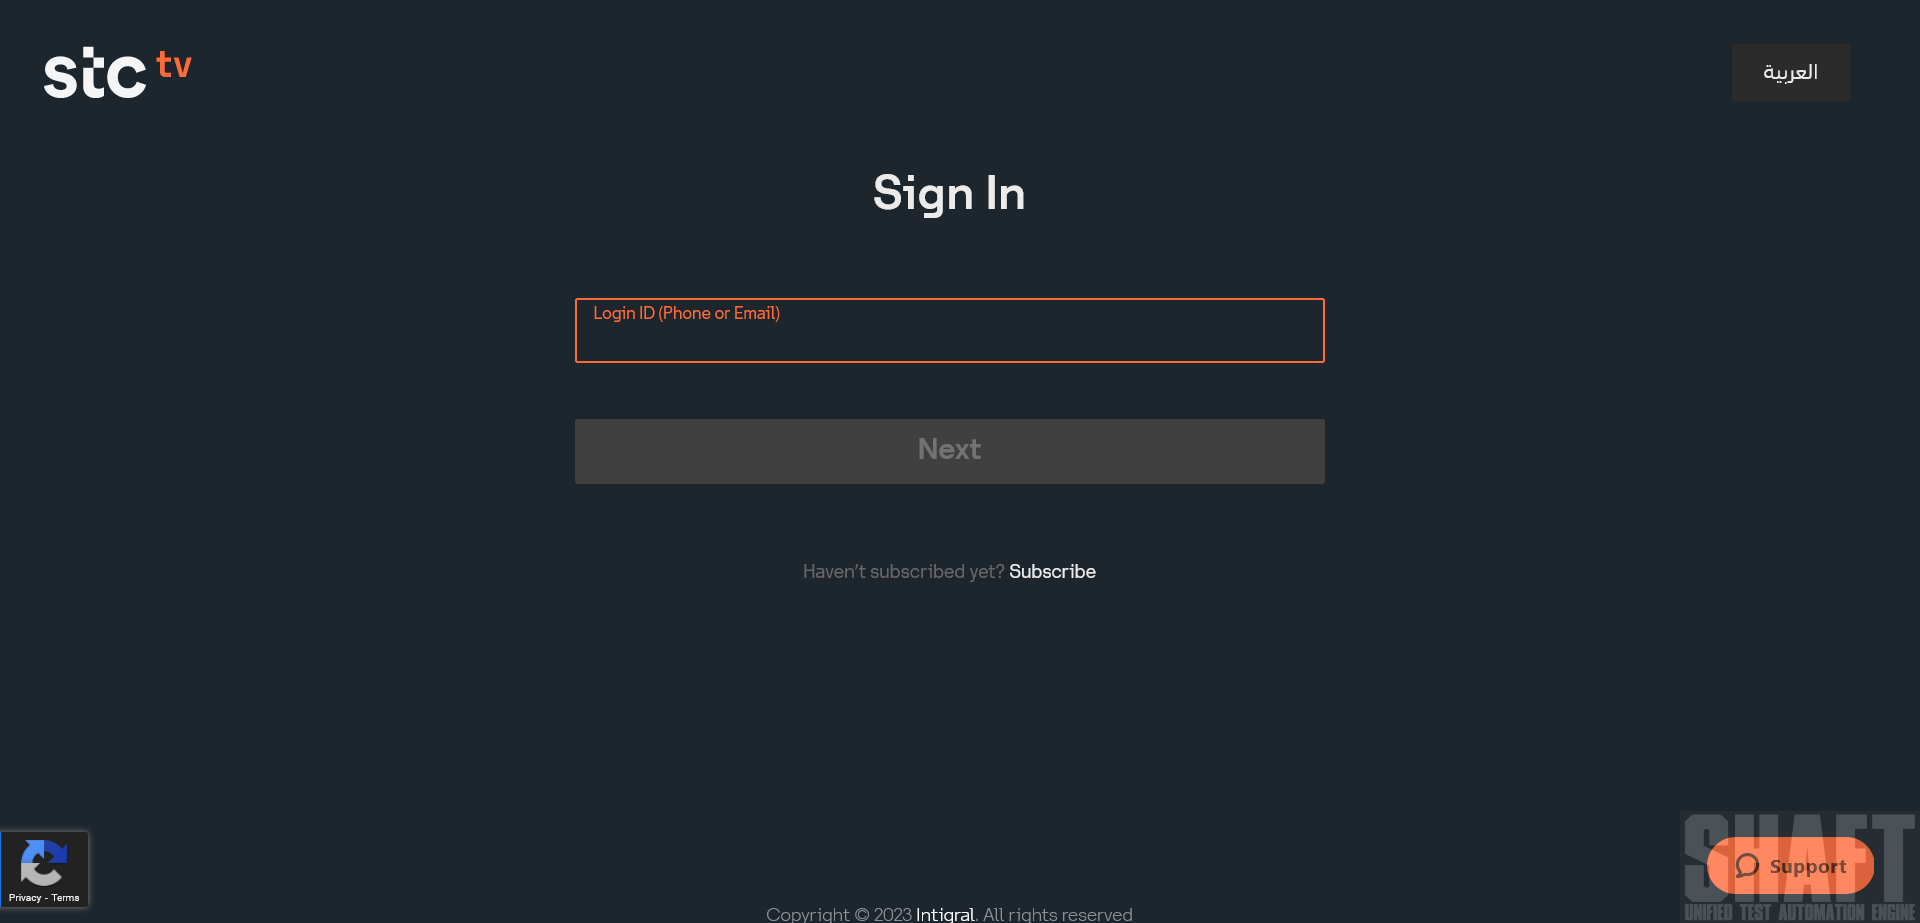 stc tv
العربية
Sign In
Login ID (Phone or Email)
Next
Haven't subscribed yet? Subscribe
Privacy - Terms
SHAFT
Support
UNIFIED TEST AUTOMATION ENGINE
Copyright © 2023 Intigral. All rights reserved